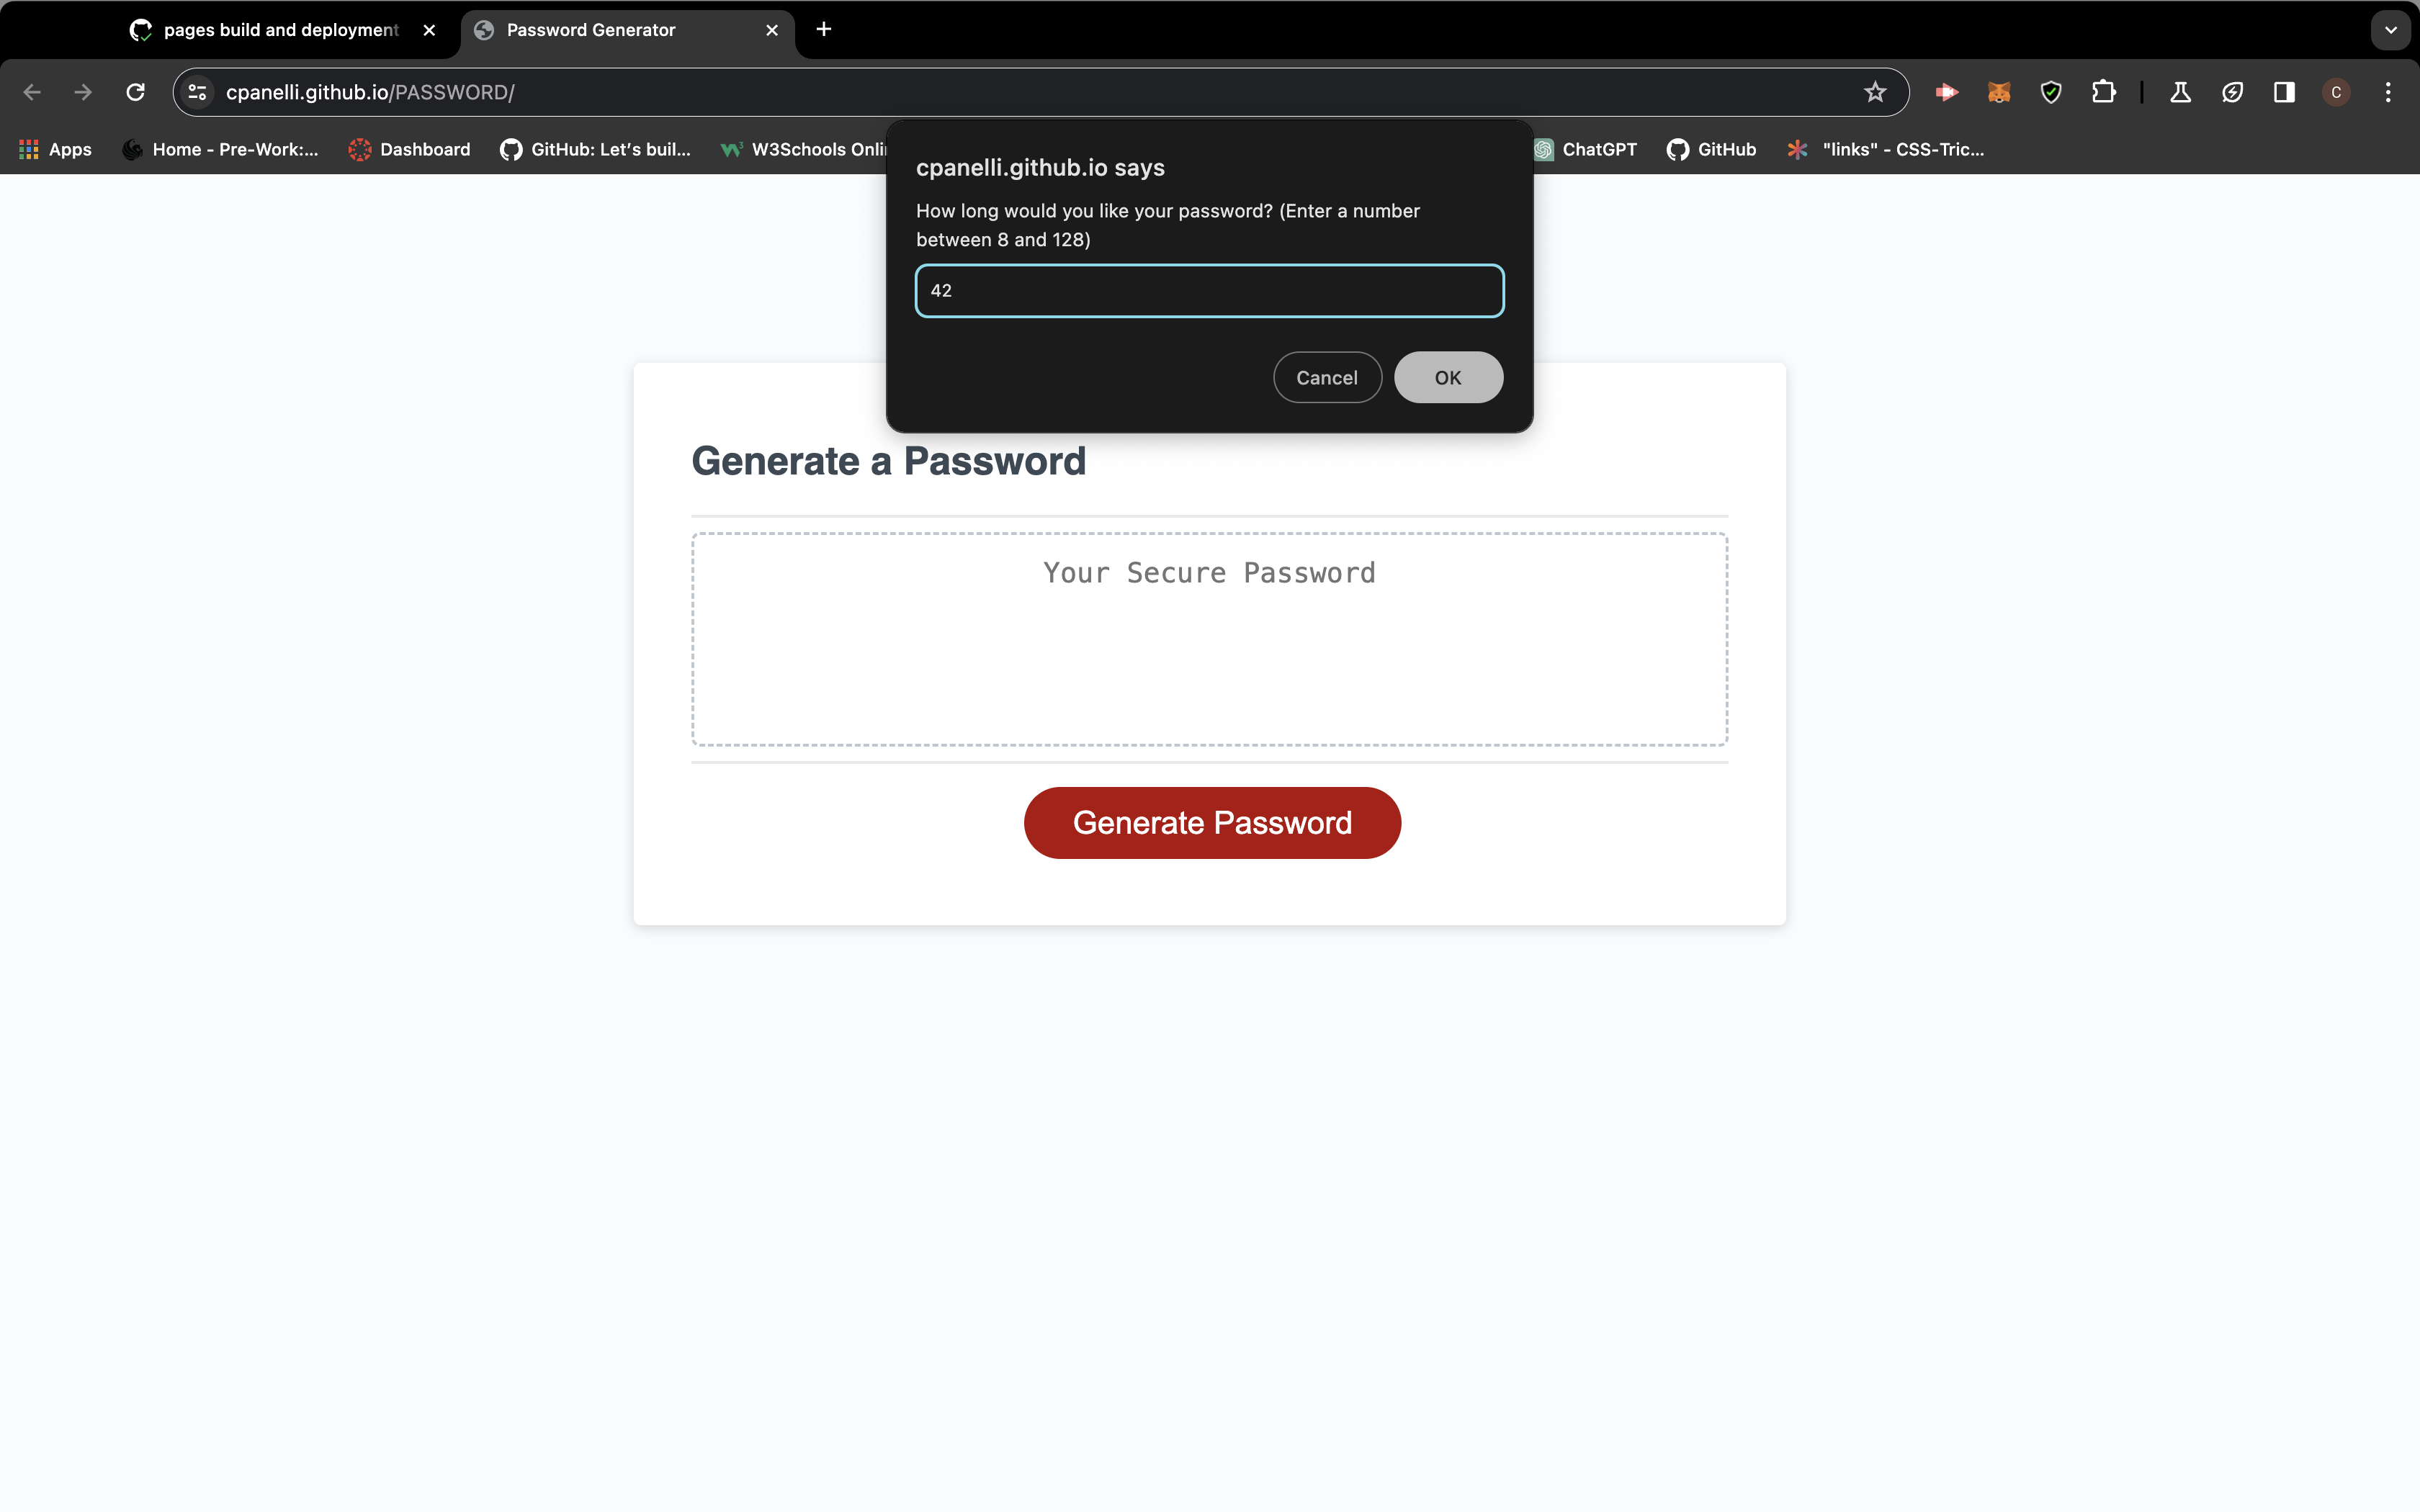 pages build and deployment
Password Generator
cpanelli.github.io/PASSWORD/
C
Apps
Home - Pre-Work:...
Dashboard
GitHub: Let's buil...
W3Schools
ChatGPT
GitHub
"links" - CSS-Tric...
cpanelli.github.io says
How long would you like your password? (Enter a number
between 8 and 128)
42
Cancel
OK
Generate a Password
Your Secure Password
Generate Password